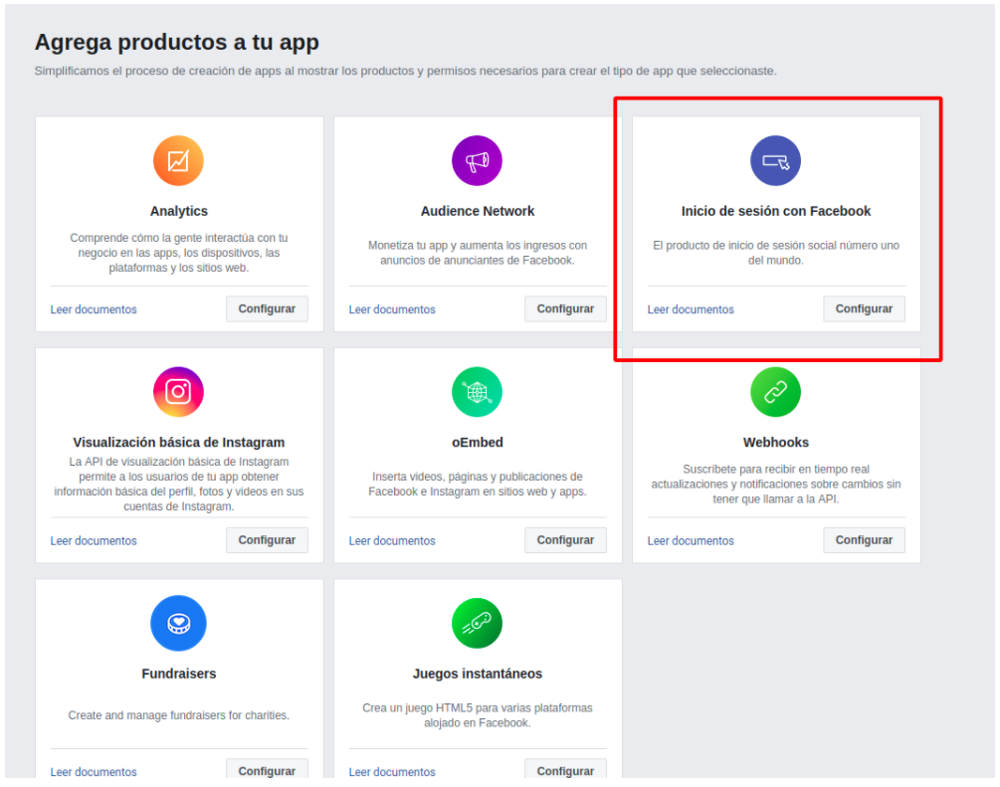 Agrega productos a tu app
Simplificamos el proceso de creación de apps al mostrar los productos y permisos necesarios para crear el tipo de app que seleccionaste.
Analytics
Comprende cómo la gente interactúa con tu
negocio en las apps, los dispositivos, las
plataformas y los sitios web.
Leer documentos
Configurar
Audience Network
Monetiza tu app y aumenta los ingresos con
anuncios de anunciantes de Facebook.
Leer documentos
Configurar
Inicio de sesión con Facebook
El producto de inicio de sesión social número uno
del mundo.
Leer documentos
Configurar
Visualización básica de Instagram
La API de visualización básica de Instagram
permite a los usuarios de tu app obtener
información básica del perfil, fotos y videos en sus
cuentas de Instagram.
Leer documentos
Configurar
oEmbed
Inserta videos, páginas y publicaciones de
Facebook e Instagram en sitios web y apps.
Leer documentos
Configurar
Webhooks
Suscríbete para recibir en tiempo real
actualizaciones y notificaciones sobre cambios sin
tener que llamar a la API.
Leer documentos
Configurar
Fundraisers
Create and manage fundraisers for charities.
Leer documentos
Configurar
Juegos instantáneos
Crea un juego HTML5 para varias plataformas
alojado en Facebook.
Leer documentos
Configurar